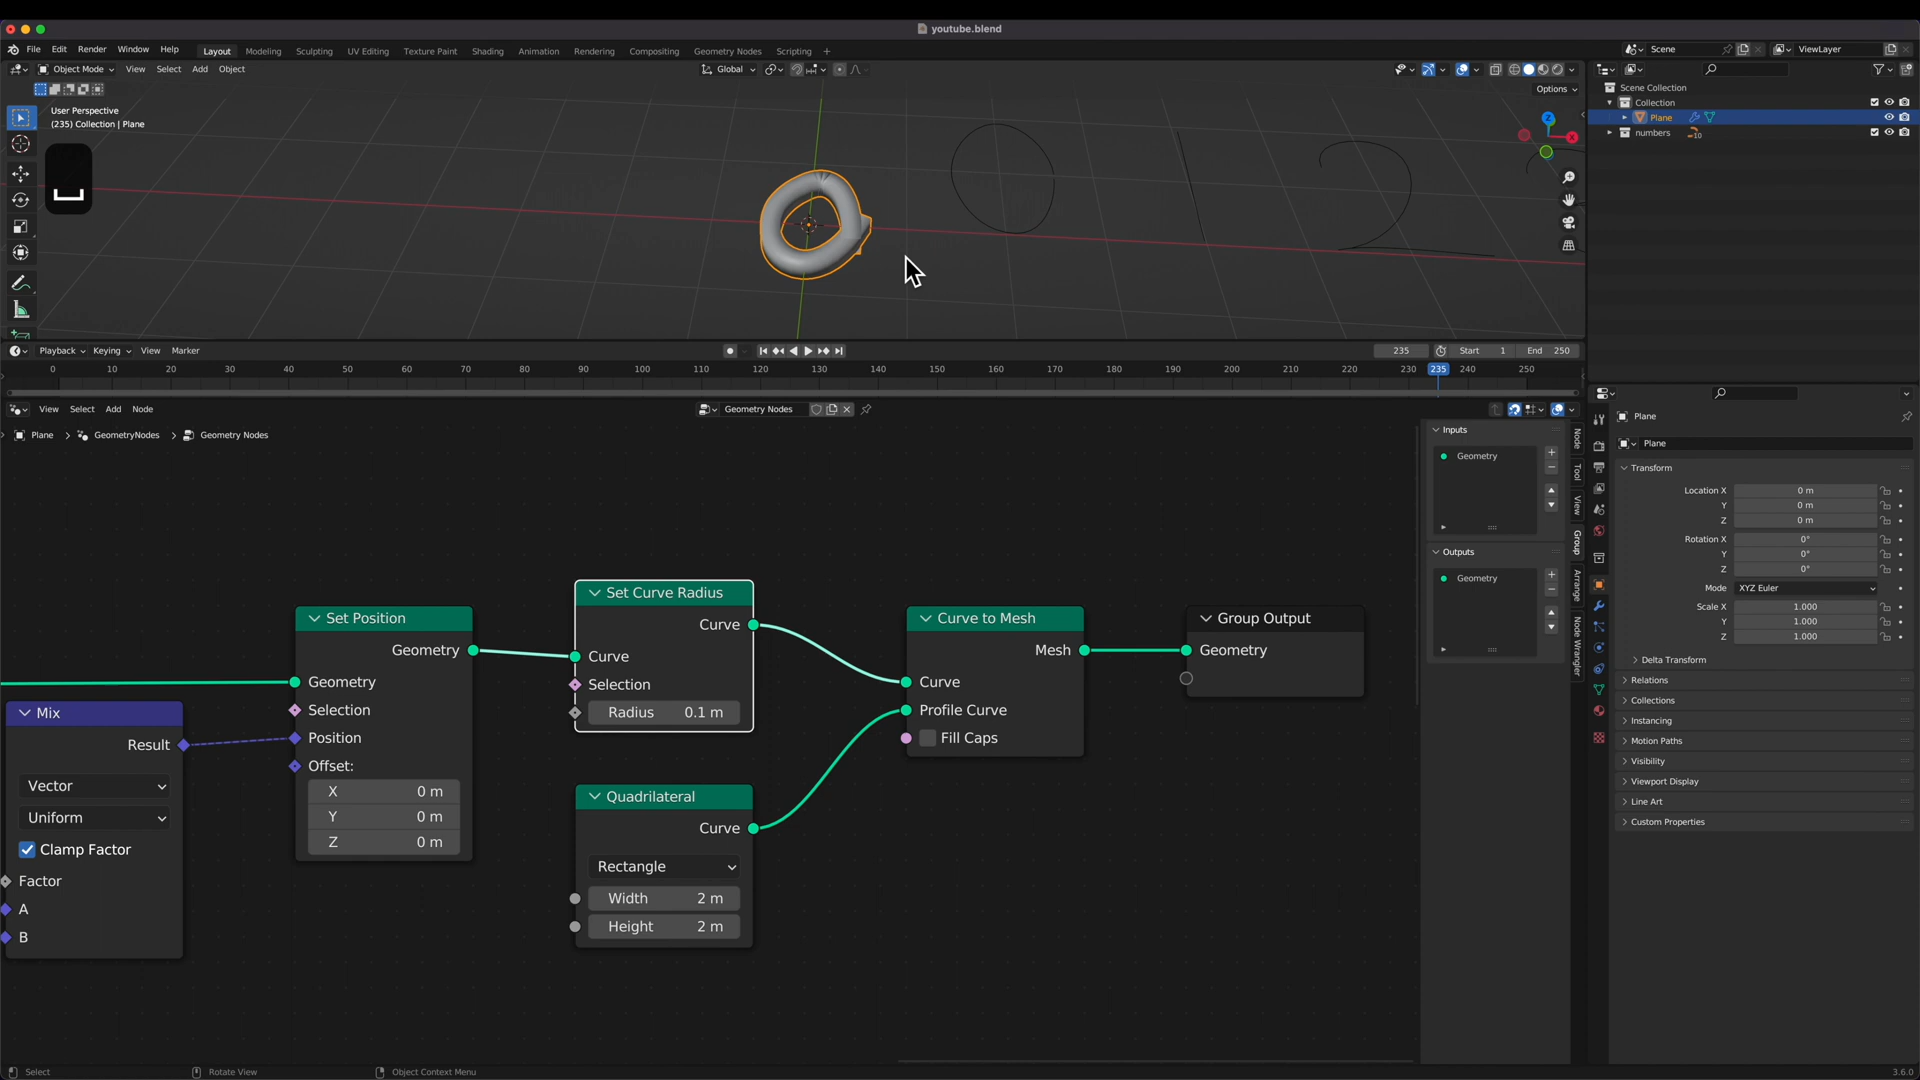 youtube.blend
File Edit Render Window Help Layout Modeling Sculpting UV Editing Texture Paint Shading Animation Rendering Compositing Geometry Nodes Scripting + Scene ViewLayer
Object Mode View Select Add Object Global
Options
User Perspective
(235) Collection | Plane
Z
X
Scene Collection
Collection
Plane
numbers 10
Playback Keying View Marker 235 Start 1 End 250
0 10 20 30 40 50 60 70 80 90 100 110 120 130 140 150 160 170 180 190 200 210 220 230 235 240 250
View Select Add Node Geometry Nodes
Plane > GeometryNodes > Geometry Nodes
Mix
Result
Vector
Uniform
Clamp Factor
Factor
A
B
Set Position
Geometry
Geometry
Selection
Position
Offset:
X 0 m
Y 0 m
Z 0 m
Set Curve Radius
Curve
Curve
Selection
Radius 0.1 m
Quadrilateral
Curve
Rectangle
Width 2 m
Height 2 m
Curve to Mesh
Mesh
Curve
Profile Curve
Fill Caps
Group Output
Geometry
Inputs
Geometry
Outputs
Geometry
Node
Tool
View
Group
Arrange
Node Wrangler
Plane
Plane
Transform
Location X 0 m
Y 0 m
Z 0 m
Rotation X 0°
Y 0°
Z 0°
Mode XYZ Euler
Scale X 1.000
Y 1.000
Z 1.000
Delta Transform
Relations
Collections
Instancing
Motion Paths
Visibility
Viewport Display
Line Art
Custom Properties
Select Rotate View Object Context Menu 3.6.0